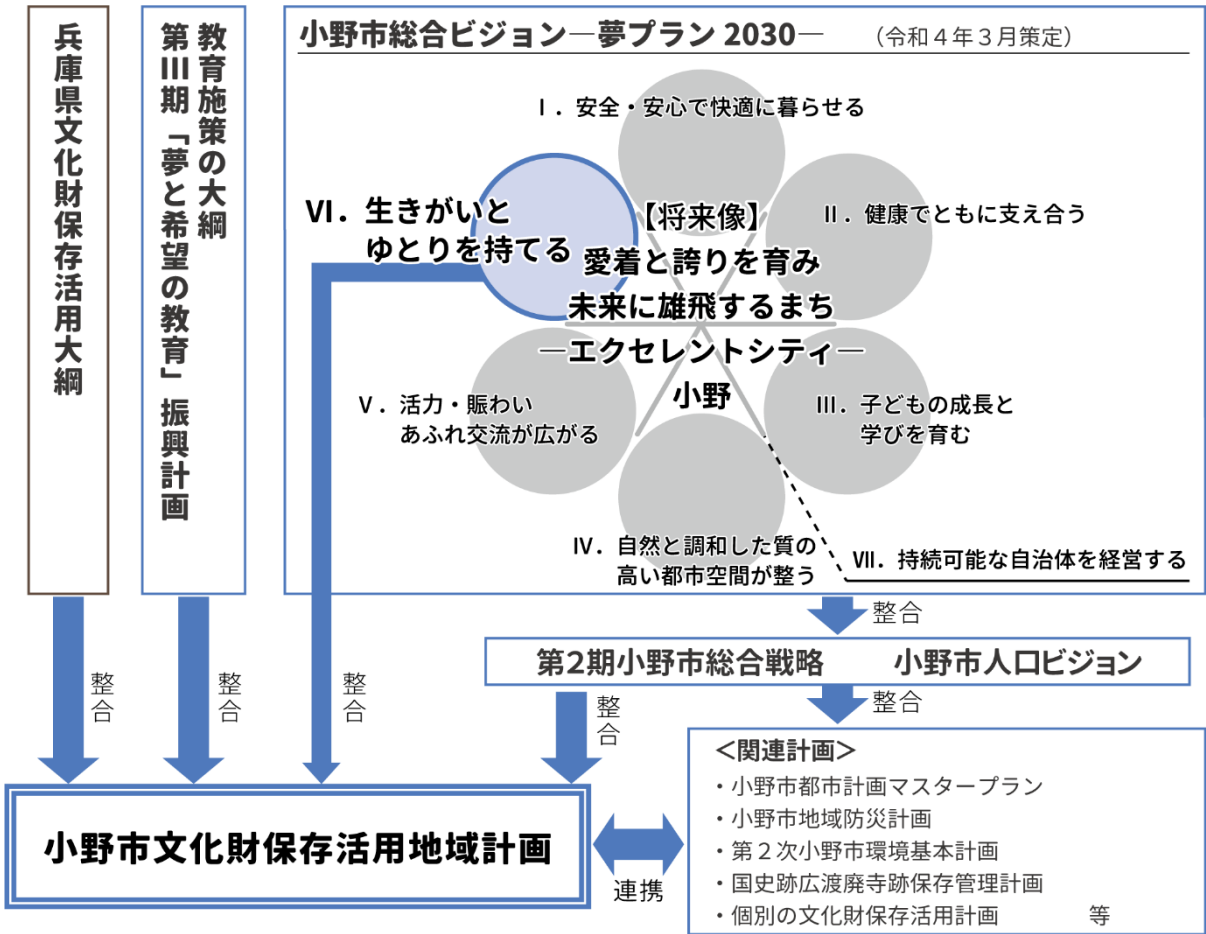 兵庫県文化財保存活用大綱
教育施策の大綱
第Ⅲ期「夢と希望の教育」振興計画
小野市総合ビジョン―夢プラン 2030― （令和４年３月策定）
Ⅰ．安全・安心で快適に暮らせる
Ⅵ．生きがいと
ゆとりを持てる
【将来像】
愛着と誇りを育み
未来に雄飛するまち
―エクセレントシティ―
小野
Ⅱ．健康でともに支え合う
Ⅴ．活力・賑わい
あふれ交流が広がる
Ⅲ．子どもの成長と
学びを育む
Ⅳ．自然と調和した質の
高い都市空間が整う
Ⅶ．持続可能な自治体を経営する
整合
第２期小野市総合戦略 小野市人口ビジョン
整合
整合
整合
整合
整合
小野市文化財保存活用地域計画
連携
＜関連計画＞
・小野市都市計画マスタープラン
・小野市地域防災計画
・第２次小野市環境基本計画
・国史跡広渡廃寺跡保存管理計画
・個別の文化財保存活用計画 等